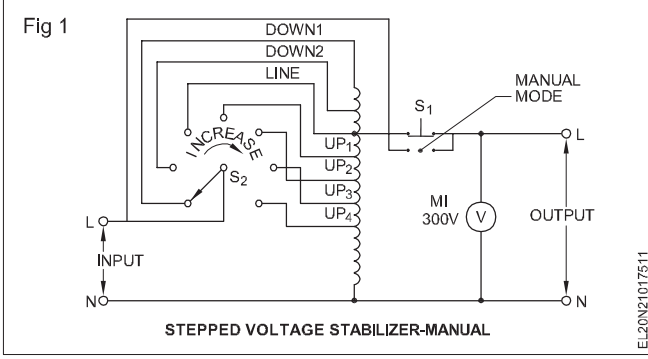 Fig 1
DOWN1
DOWN2
LINE
MANUAL
MODE
S1
INCREASE
S2
UP1
UP2
UP3
UP4
L
L
MI
300V
V
OUTPUT
INPUT
N
N
STEPPED VOLTAGE STABILIZER-MANUAL
EL20N21017511